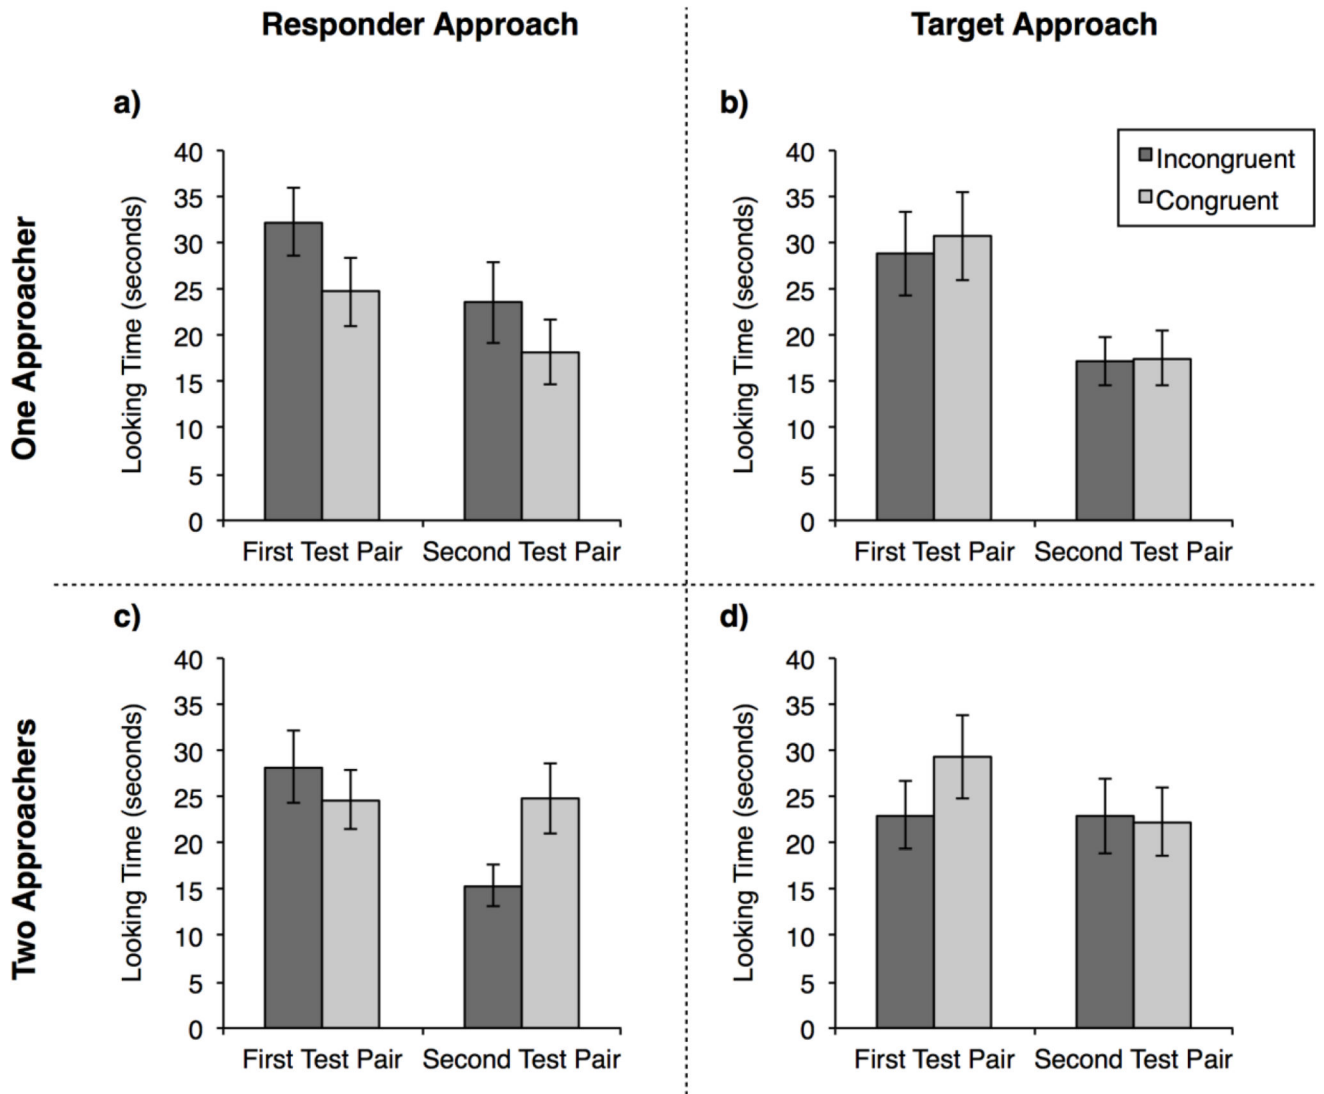 Responder Approach
Target Approach
One Approacher
a)
Looking Time (seconds)
40
35
30
25
20
15
10
5
0
First Test Pair Second Test Pair
b)
Looking Time (seconds)
40
35
30
25
20
15
10
5
0
First Test Pair Second Test Pair
Incongruent
Congruent
Two Approachers
c)
Looking Time (seconds)
40
35
30
25
20
15
10
5
0
First Test Pair Second Test Pair
d)
Looking Time (seconds)
40
35
30
25
20
15
10
5
0
First Test Pair Second Test Pair